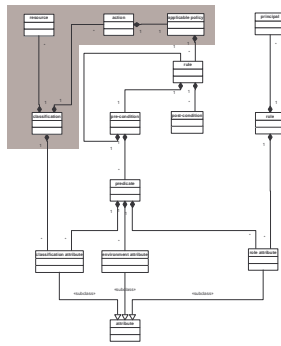 resource
action
applicable policy
principal
rule
classification
pre-condition
post-condition
role
predicate
classification attribute
environment attribute
role attribute
<subclass>
<subclass>
<subclass>
attribute